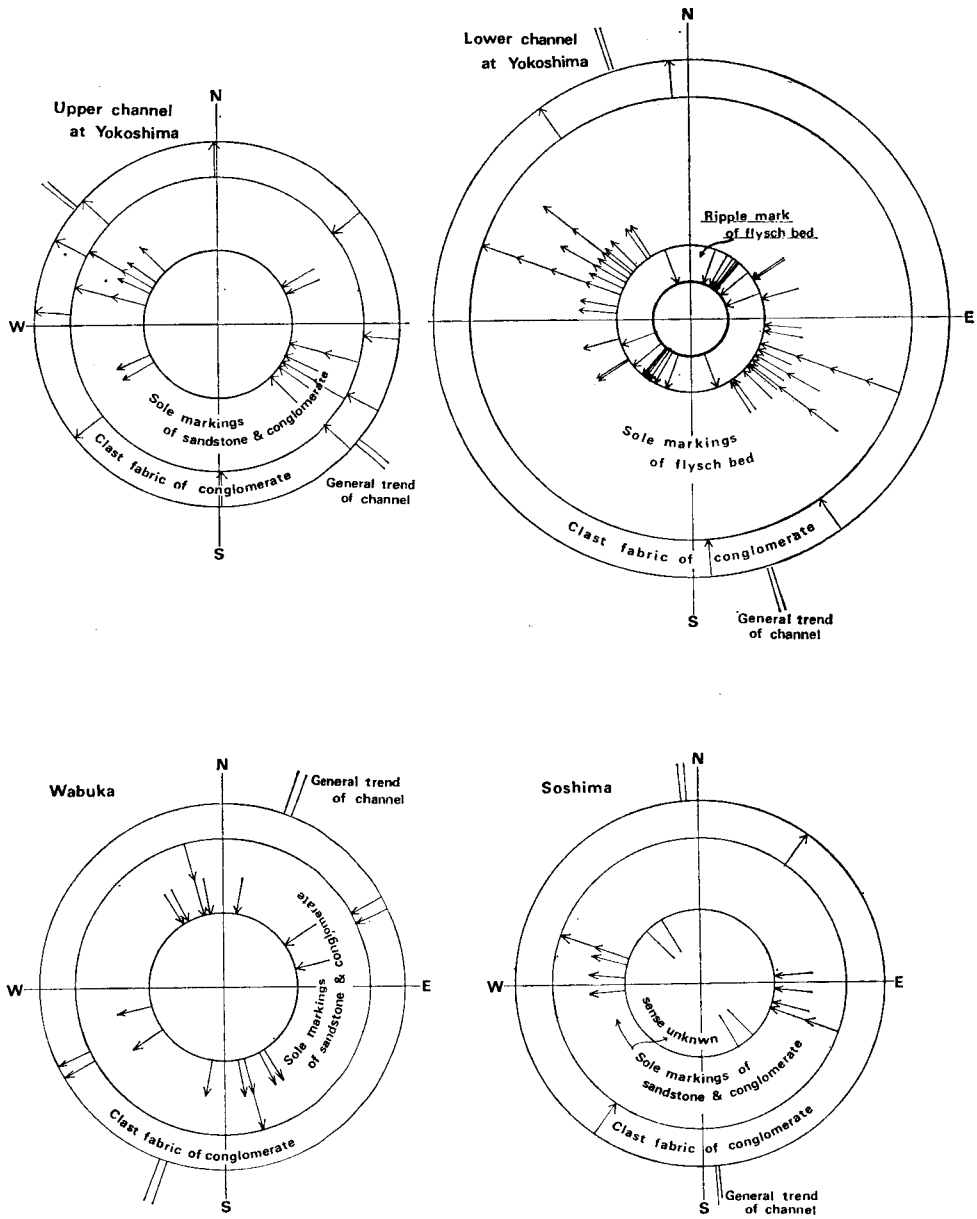 Upper channel
at Yokoshima
N
W
S
Sole markings
of sandstone & conglomerate
Clast fabric of conglomerate
General trend
of channel
Lower channel
at Yokoshima
N
E
S
Ripple mark
of flysch bed
Sole markings
of flysch bed
Clast fabric of conglomerate
General trend
of channel
Wabuka
N
W
E
S
General trend
of channel
Sole markings
of sandstone & conglomerate
Clast fabric of conglomerate
Soshima
N
W
E
S
sense unknwn
Sole markings of
sandstone & conglomerate
Clast fabric of conglomerate
General trend
of channel